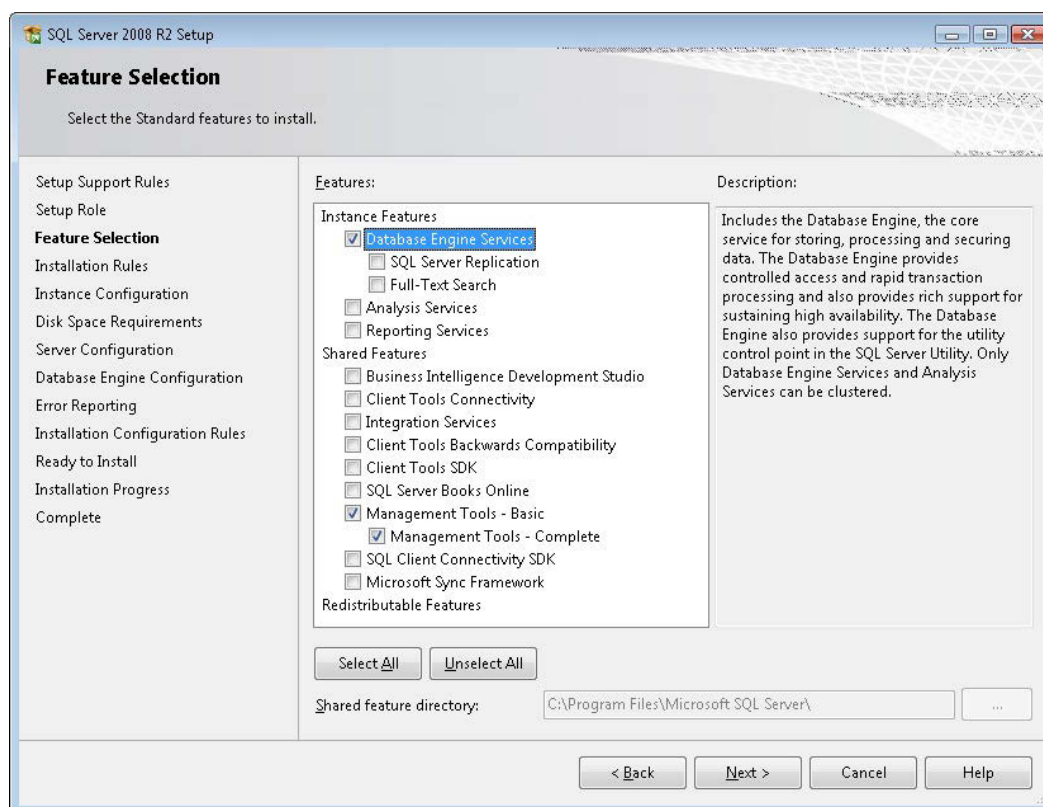 SQL Server 2008 R2 Setup
Feature Selection
Select the Standard features to install.
Setup Support Rules
Setup Role
Feature Selection
Installation Rules
Instance Configuration
Disk Space Requirements
Server Configuration
Database Engine Configuration
Error Reporting
Installation Configuration Rules
Ready to Install
Installation Progress
Complete
Features:
Instance Features
Database Engine Services
SQL Server Replication
Full-Text Search
Analysis Services
Reporting Services
Shared Features
Business Intelligence Development Studio
Client Tools Connectivity
Integration Services
Client Tools Backwards Compatibility
Client Tools SDK
SQL Server Books Online
Management Tools - Basic
Management Tools - Complete
SQL Client Connectivity SDK
Microsoft Sync Framework
Redistributable Features
Description:
Includes the Database Engine, the core
service for storing, processing and securing
data. The Database Engine provides
controlled access and rapid transaction
processing and also provides rich support for
sustaining high availability. The Database
Engine also provides support for the utility
control point in the SQL Server Utility. Only
Database Engine Services and Analysis
Services can be clustered.
Select All
Unselect All
Shared feature directory:
C:\Program Files\Microsoft SQL Server\
...
< Back
Next >
Cancel
Help